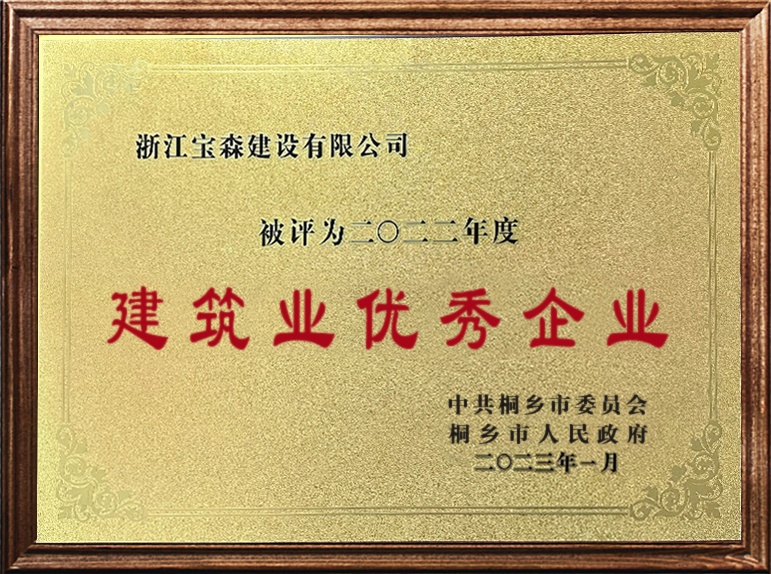 浙江宝森建设有限公司
被评为二〇二二年度
建筑业优秀企业
中共桐乡市委员会
桐乡市人民政府
二〇二三年一月